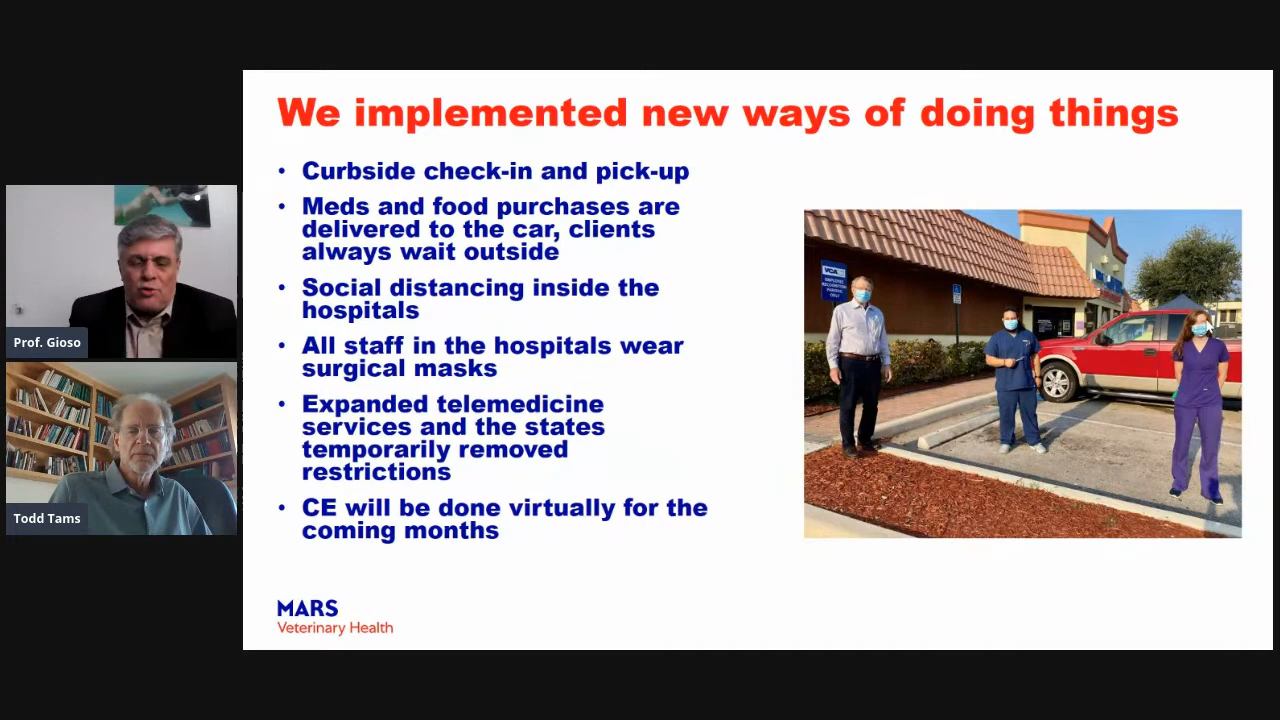 We implemented new ways of doing things
• Curbside check-in and pick-up
• Meds and food purchases are
delivered to the car, clients
always wait outside
• Social distancing inside the
hospitals
• All staff in the hospitals wear
surgical masks
• Expanded telemedicine
services and the states
temporarily removed
restrictions
• CE will be done virtually for the
coming months
MARS
Veterinary Health
Prof. Gioso
Todd Tams
VCA